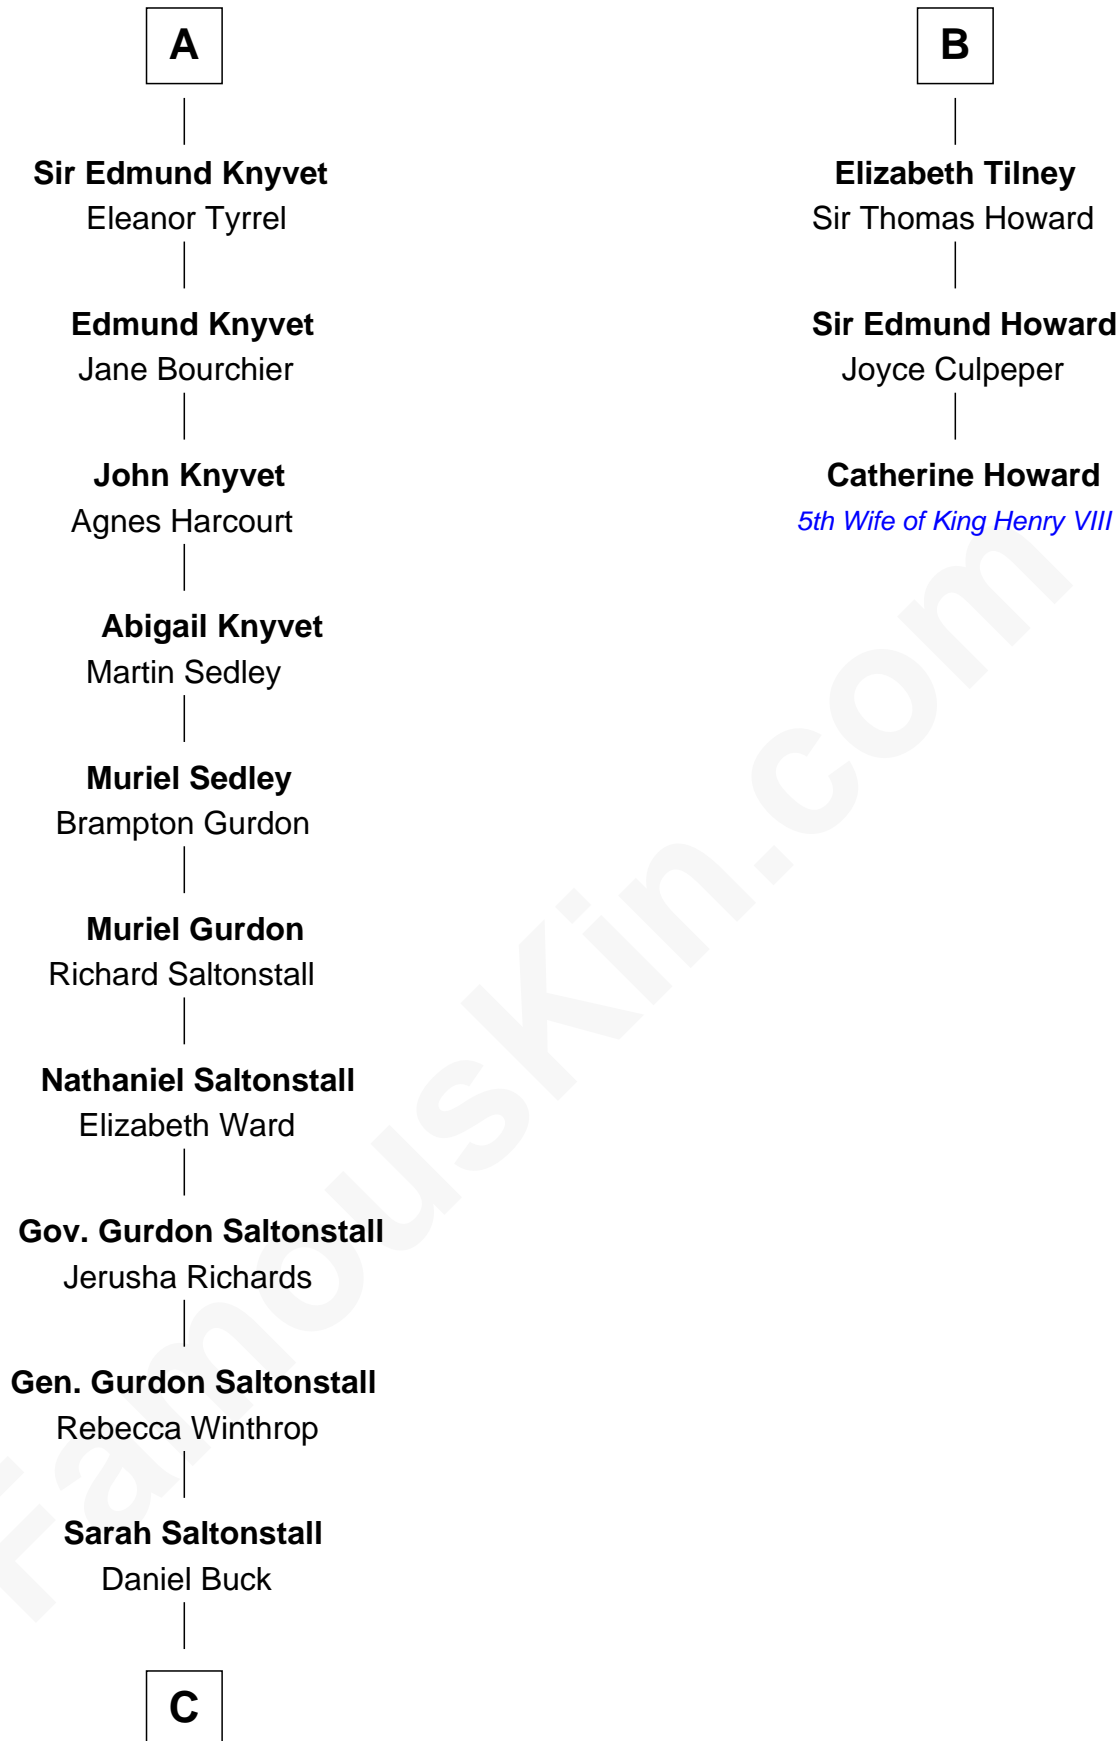 A
Sir Edmund Knyvet
Eleanor Tyrrel
Edmund Knyvet
Jane Bourchier
John Knyvet
Agnes Harcourt
Abigail Knyvet
Martin Sedley
Muriel Sedley
Brampton Gurdon
Muriel Gurdon
Richard Saltonstall
Nathaniel Saltonstall
Elizabeth Ward
Gov. Gurdon Saltonstall
Jerusha Richards
Gen. Gurdon Saltonstall
Rebecca Winthrop
Sarah Saltonstall
Daniel Buck
C
B
Elizabeth Tilney
Sir Thomas Howard
Sir Edmund Howard
Joyce Culpeper
Catherine Howard
5th Wife of King Henry VIII
FamousKin.com